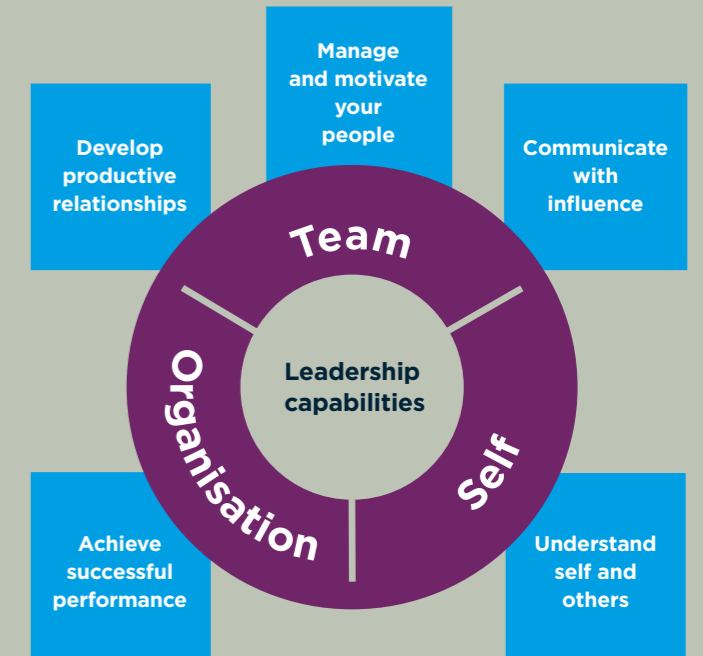 Manage
and motivate
your
people
Develop
productive
relationships
Communicate
with
influence
Team
Leadership
capabilities
Organisation
Self
Achieve
successful
performance
Understand
self and
others